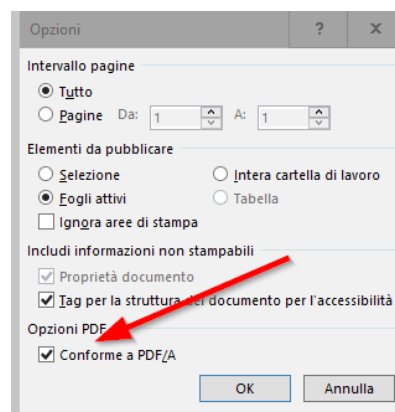 Opzioni ? x
Intervallo pagine
Tutto
Pagine Da: 1 A: 1
Elementi da pubblicare
Selezione Intera cartella di lavoro
Fogli attivi Tabella
Ignora aree di stampa
Includi informazioni non stampabili
Proprietà documento
Tag per la struttura del documento per l'accessibilità
Opzioni PDF
Conforme a PDF/A
OK Annulla